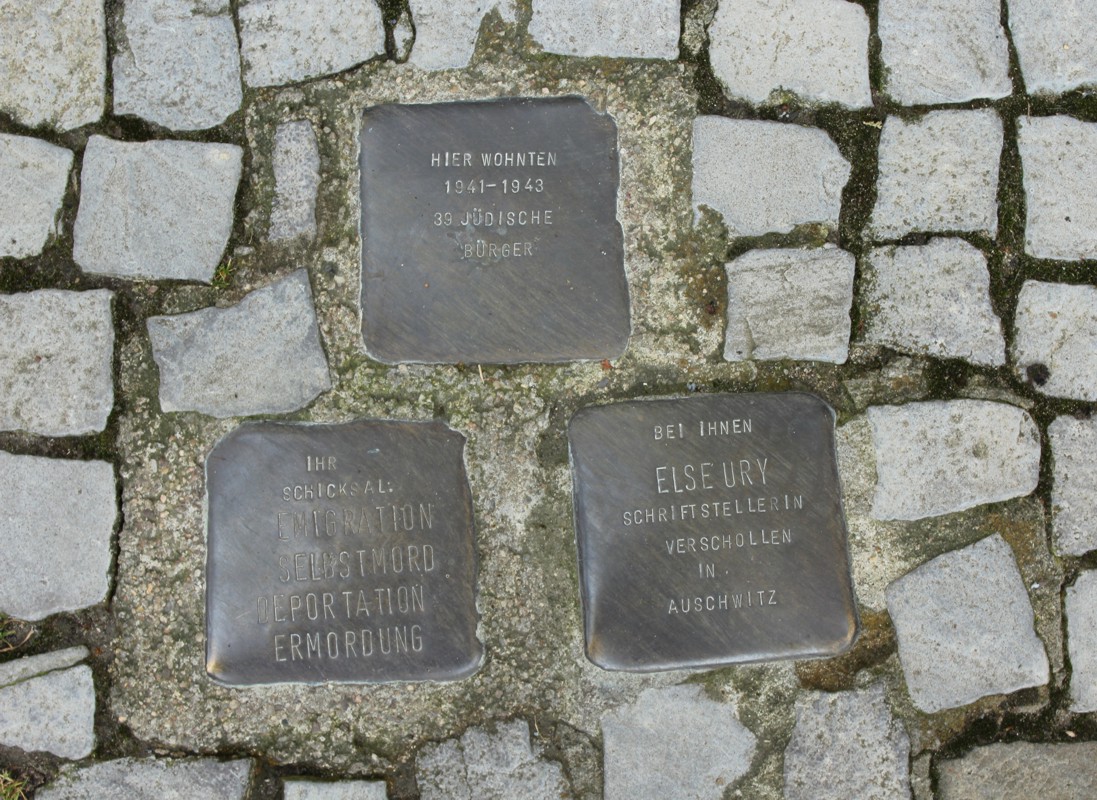 HIER WOHNTEN
1941-1943
39 JÜDISCHE
BÜRGER
IHR
SCHICKSAL:
EMIGRATION
SELBSTMORD
DEPORTATION
ERMORDUNG
BEI IHNEN
ELSE URY
SCHRIFTSTELLERIN
VERSCHOLLEN
IN
AUSCHWITZ